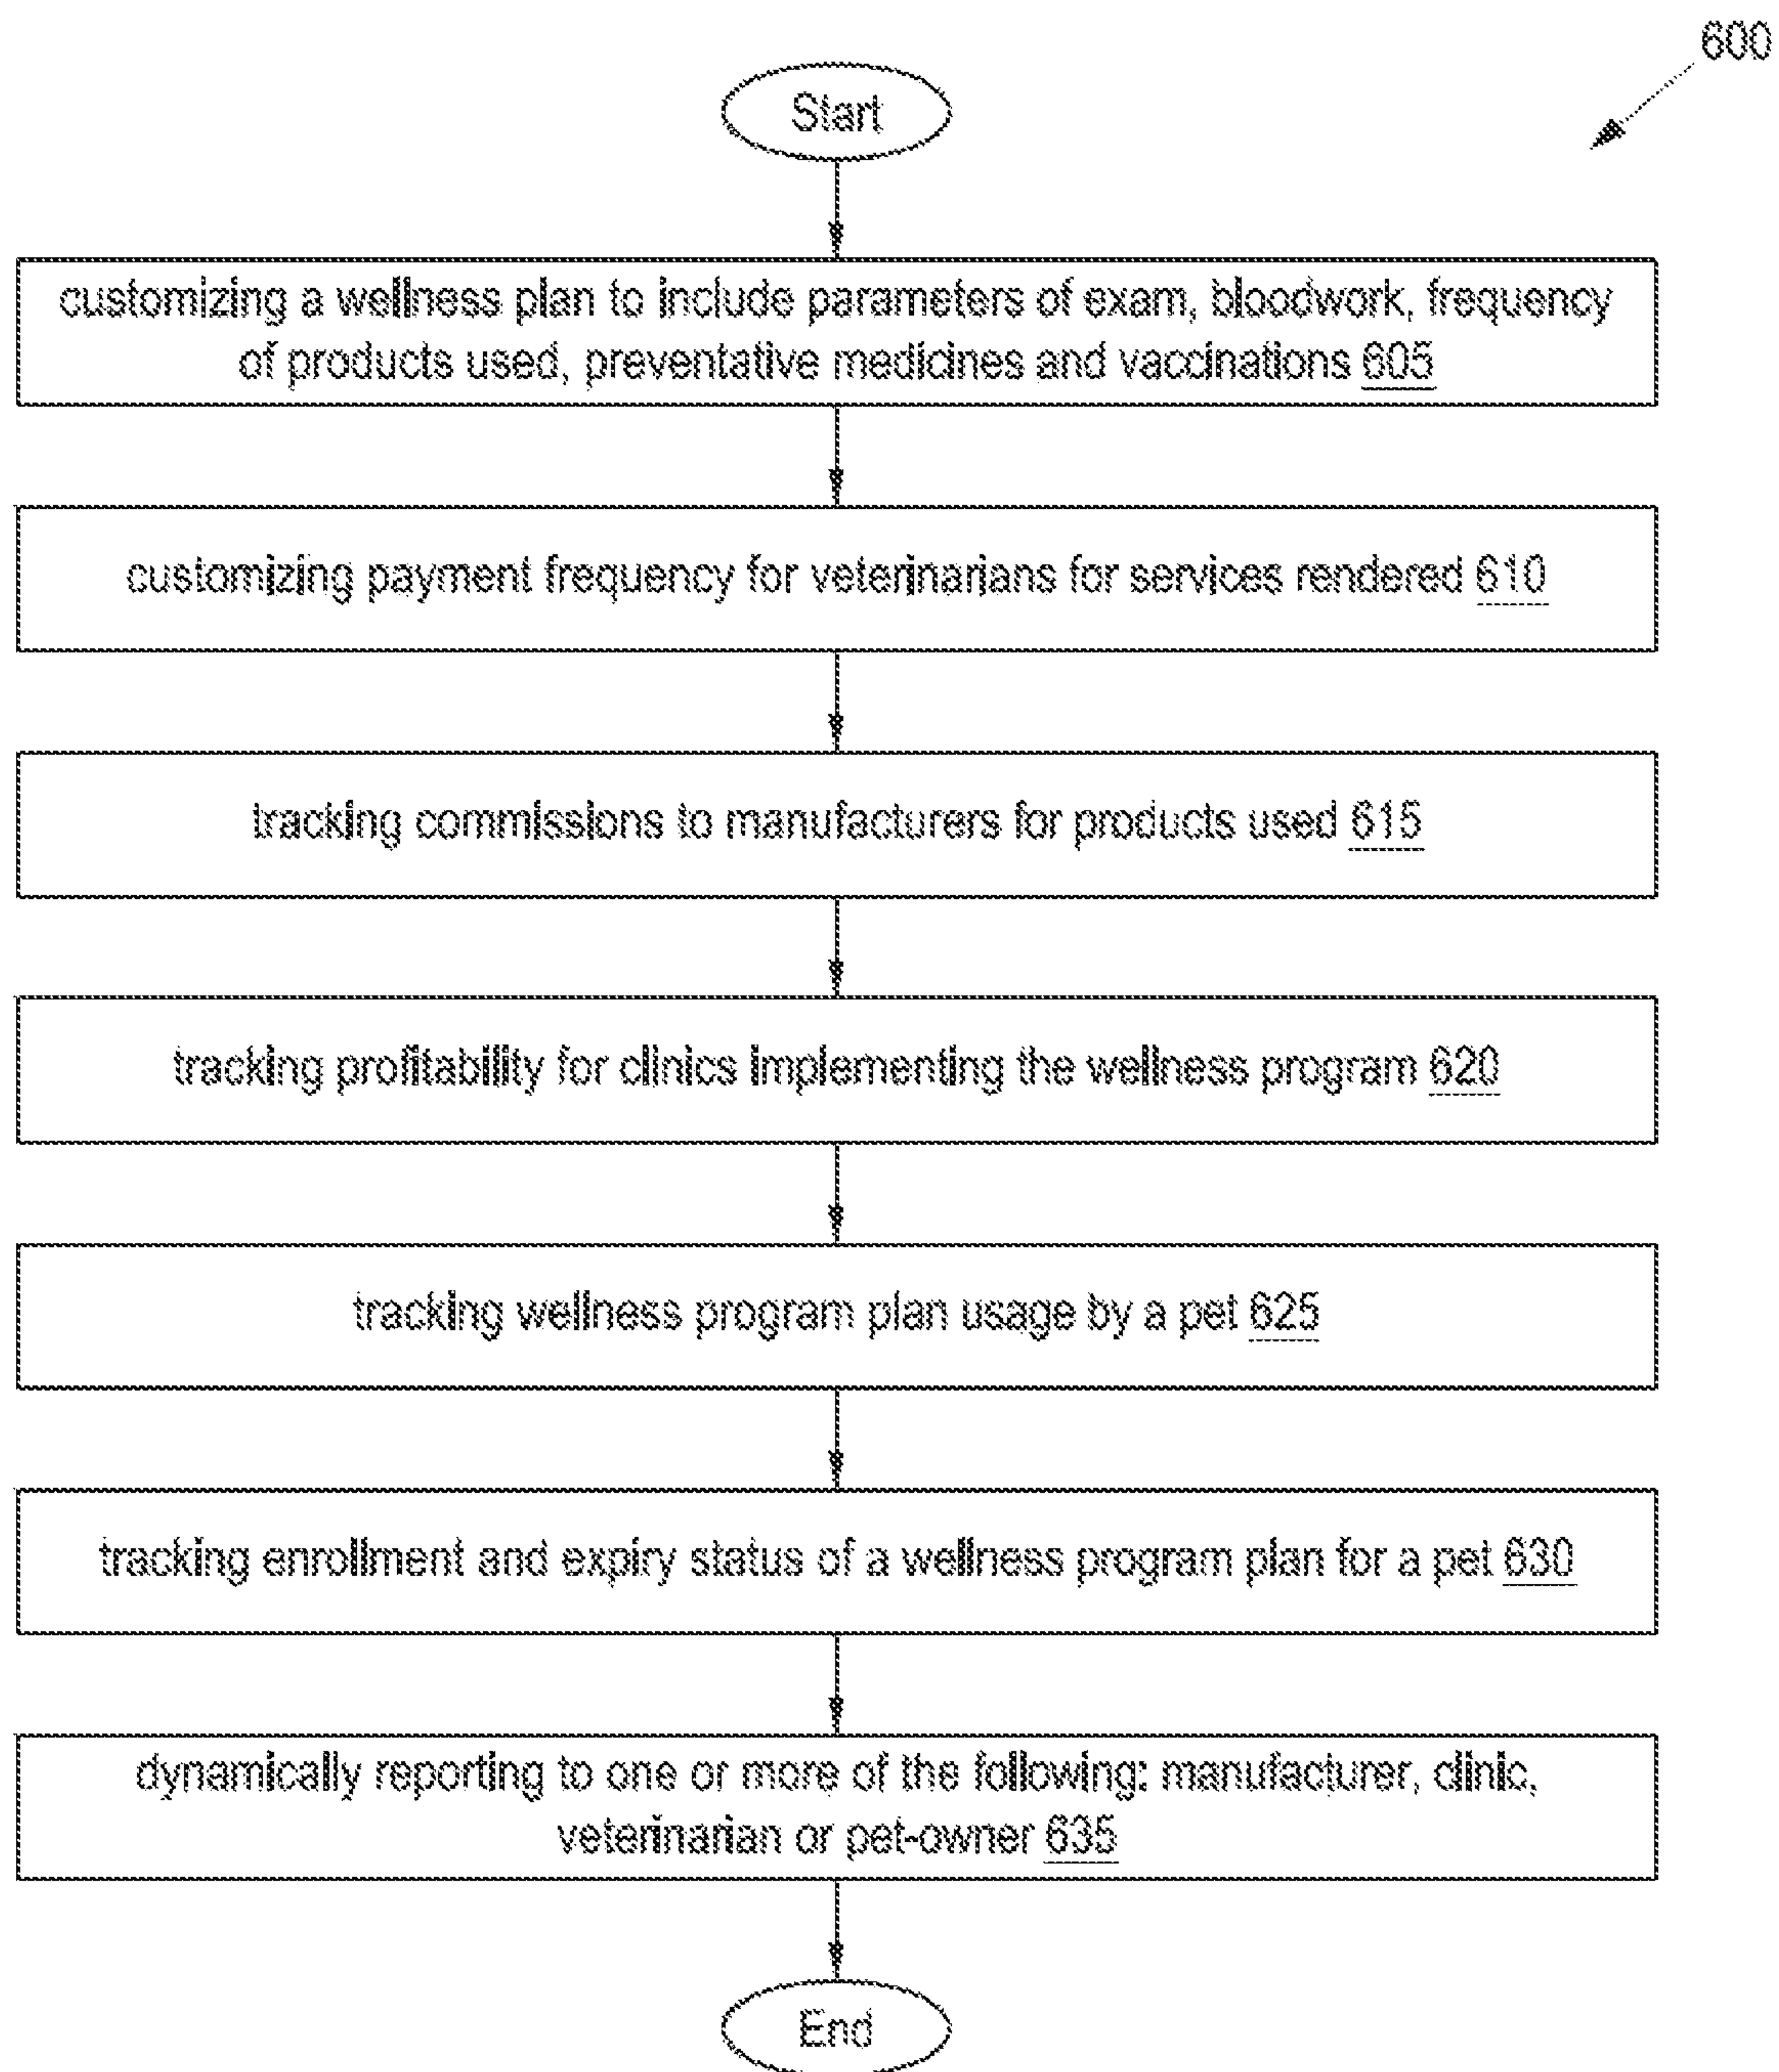 600
Start
customizing a wellness plan to include parameters of exam, bloodwork, frequency
of products used, preventative medicines and vaccinations 605
customizing payment frequency for veterinarians for services rendered 610
tracking commissions to manufacturers for products used 615
tracking profitability for clinics implementing the wellness program 620
tracking wellness program plan usage by a pet 625
tracking enrollment and expiry status of a wellness program plan for a pet 630
dynamically reporting to one or more of the following: manufacturer, clinic,
veterinarian or pet-owner 635
End